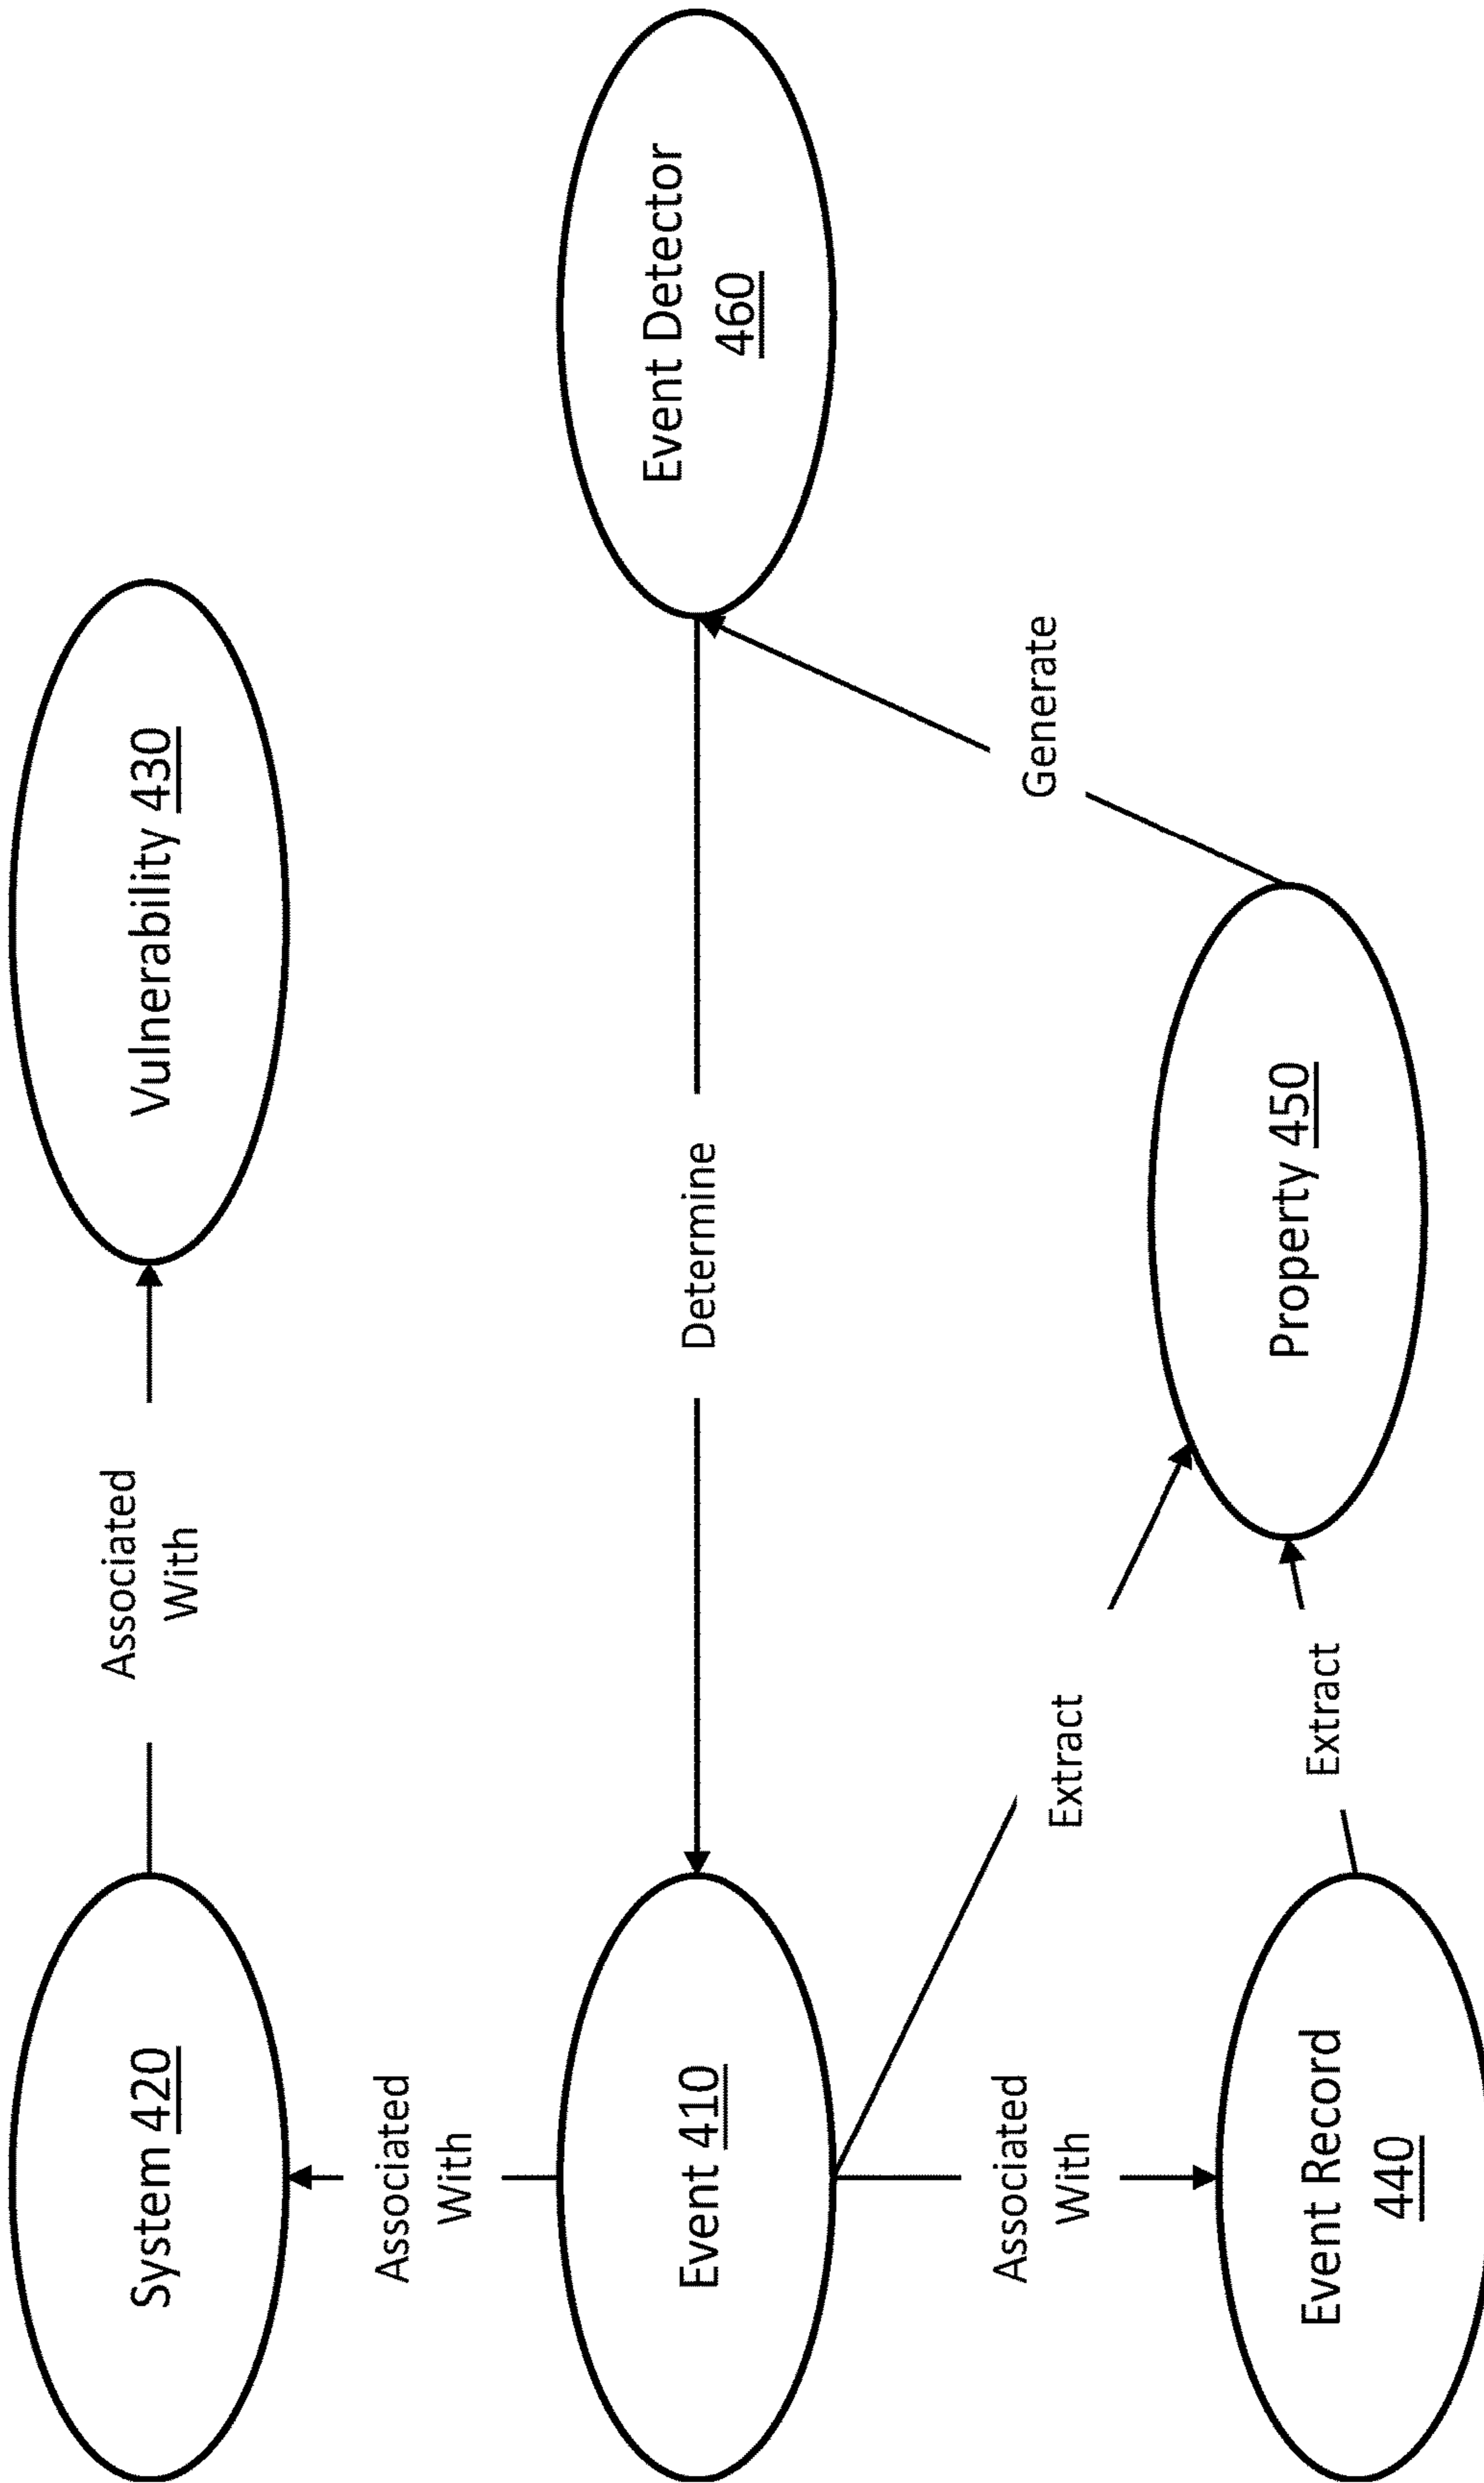 System 420
Associated
With
Vulnerability 430
Associated
With
Event 410
Determine
Event Detector
460
Associated
With
Extract
Generate
Property 450
Event Record
440
Extract